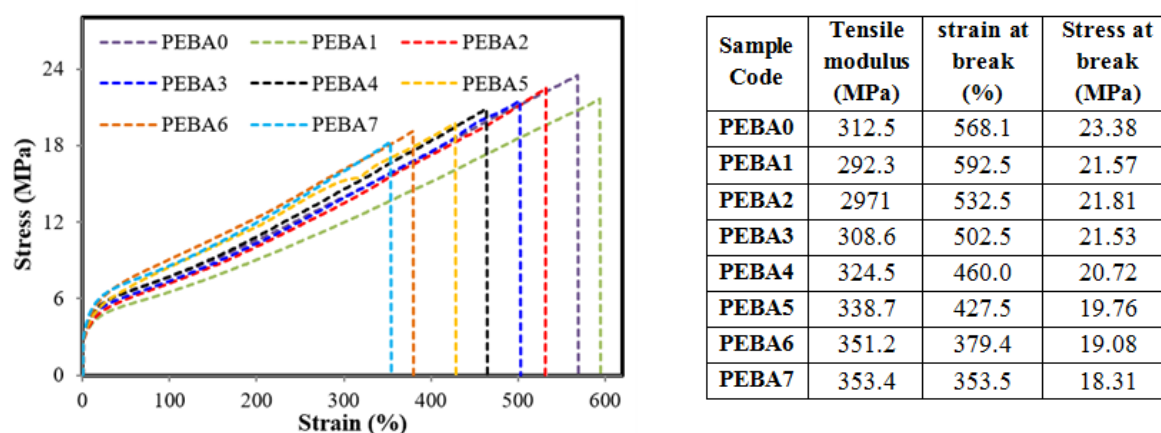 PEBA0 PEBA1 PEBA2
PEBA3 PEBA4 PEBA5
PEBA6 PEBA7
24
18
12
6
0
Stress (MPa)
0 100 200 300 400 500 600
Strain (%)
Sample Code Tensile modulus (MPa) strain at break (%) Stress at break (MPa)
PEBA0 312.5 568.1 23.38
PEBA1 292.3 592.5 21.57
PEBA2 2971 532.5 21.81
PEBA3 308.6 502.5 21.53
PEBA4 324.5 460.0 20.72
PEBA5 338.7 427.5 19.76
PEBA6 351.2 379.4 19.08
PEBA7 353.4 353.5 18.31